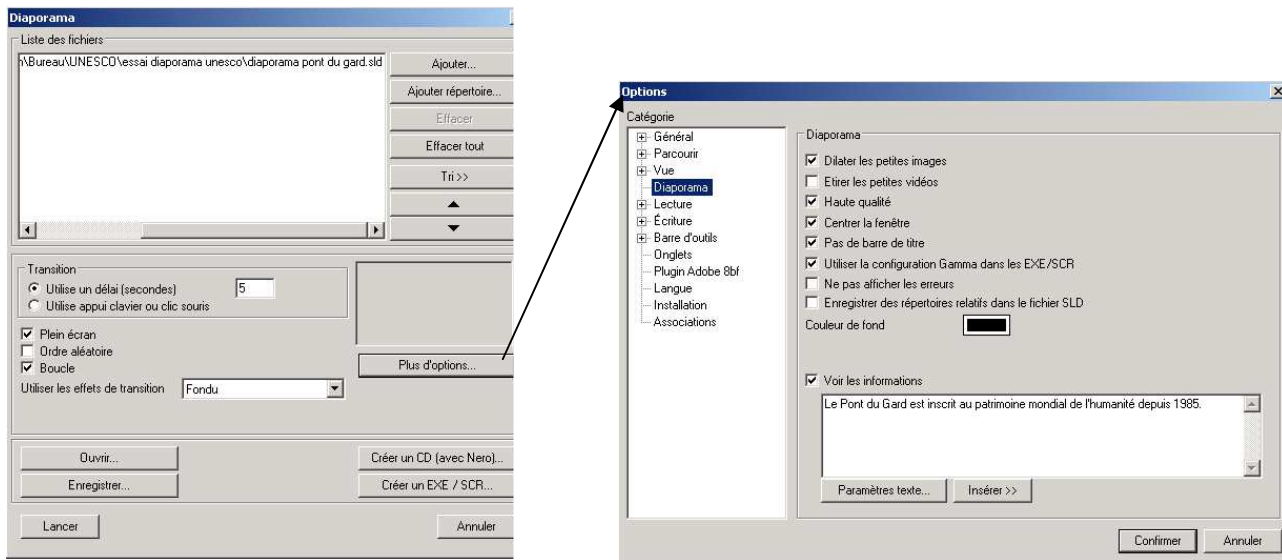 Diaporama
Liste des fichiers
\Bureau\UNESCO\essai diaporama unesco\diaporama pont du gard.sld
Ajouter...
Ajouter répertoire...
Effacer
Effacer tout
Tri >>
Transition
Utilise un délai (secondes) 5
Utilise appui clavier ou clic souris
Plein écran
Ordre aléatoire
Boucle
Utiliser les effets de transition Fondu
Plus d'options...
Ouvrir...
Créer un CD (avec Nero)...
Enregistrer...
Créer un EXE / SCR...
Lancer
Annuler
Options
Catégorie
Général
Parcourir
Vue
Diaporama
Lecture
Écriture
Barre d'outils
Onglets
Plugin Adobe 8bf
Langue
Installation
Associations
Diaporama
Dilater les petites images
Etirer les petites vidéos
Haute qualité
Centrer la fenêtre
Pas de barre de titre
Utiliser la configuration Gamma dans les EXE/SCR
Ne pas afficher les erreurs
Enregistrer des répertoires relatifs dans le fichier SLD
Couleur de fond
Voir les informations
Le Pont du Gard est inscrit au patrimoine mondial de l'humanité depuis 1985.
Paramètres texte...
Insérer >>
Confirmer
Annuler